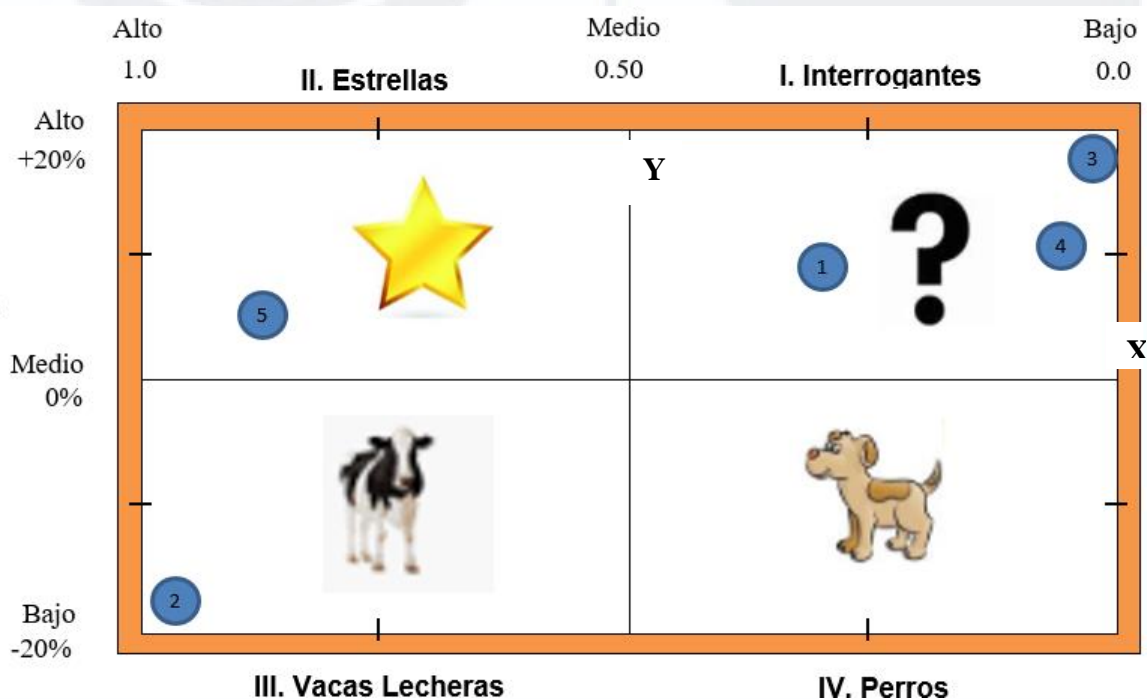 Alto
Medio
Bajo
1.0
II. Estrellas
0.50
I. Interrogantes
0.0
Alto
+20%
Y
3
4
1
5
X
Medio
0%
2
Bajo
-20%
III. Vacas Lecheras
IV. Perros